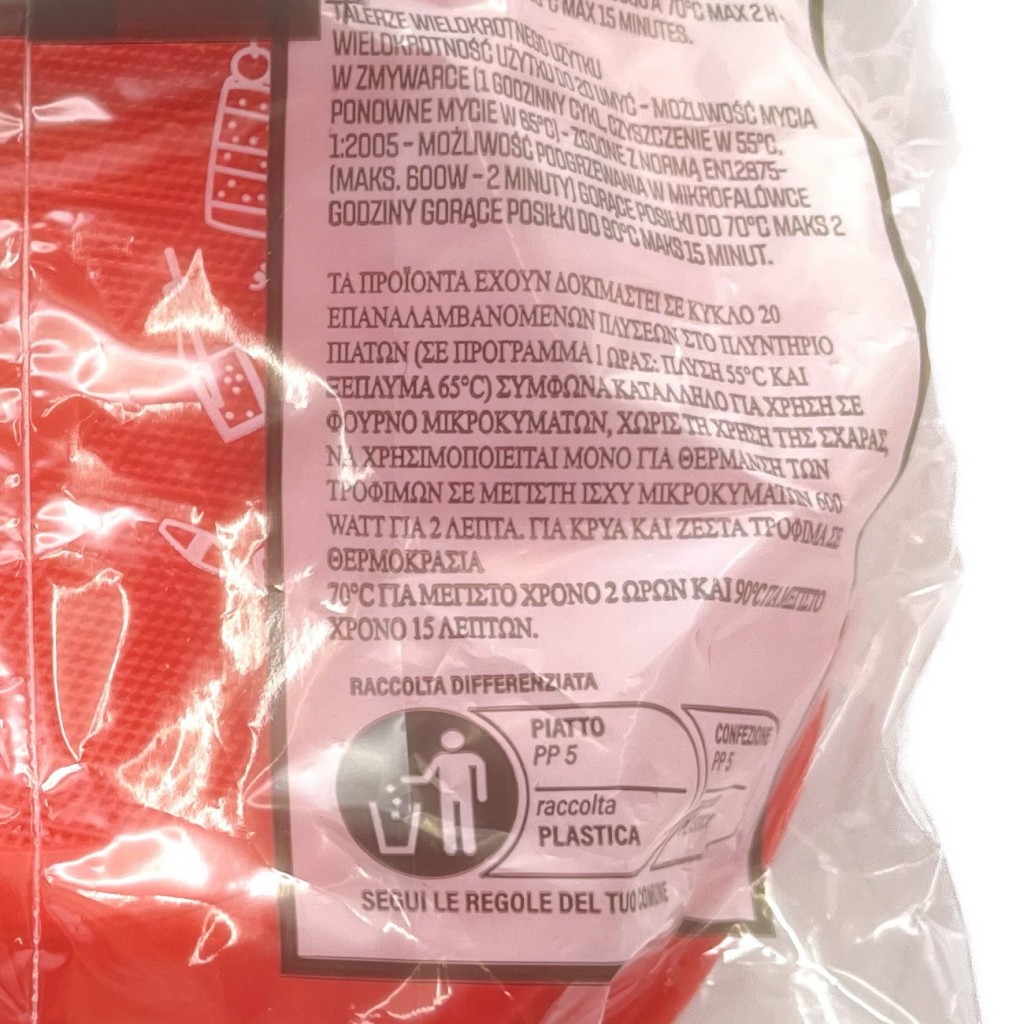 70°C MAX 2 H -
MAX 15 MINUTES.
TALERZE WIELOKROTNEGO UŻYTKU
WIELOKROTNOŚĆ UŻYTKU DO 20 UMYĆ - MOŻLIWOŚĆ MYCIA
W ZMYWARCE (1 GODZINNY CYKL, CZYSZCZENIE W 55°C.
PONOWNE MYCIE W 65°C) - ZGODNE Z NORMĄ EN12875-
1:2005 - MOŻLIWOŚĆ PODGRZEWANIA W MIKROFALÓWCE
(MAKS. 600W - 2 MINUTY) GORĄCE POSIŁKI DO 70°C MAKS 2
GODZINY GORĄCE POSIŁKI DO 90°C MAKS 15 MINUT.
ΤΑ ΠΡΟΪΟΝΤΑ ΕΧΟΥΝ ΔΟΚΙΜΑΣΤΕΙ ΣΕ ΚΥΚΛΟ 20
ΕΠΑΝΑΛΑΜΒΑΝΟΜΕΝΩΝ ΠΛΥΣΕΩΝ ΣΤΟ ΠΛΥΝΤΗΡΙΟ
ΠΙΑΤΩΝ (ΣΕ ΠΡΟΓΡΑΜΜΑ 1 ΩΡΑΣ: ΠΛΥΣΗ 55°C ΚΑΙ
ΞΕΠΛΥΜΑ 65°C) ΣΥΜΦΩΝΑ ΚΑΤΑΛΛΗΛΟ ΓΙΑ ΧΡΗΣΗ ΣΕ
ΦΟΥΡΝΟ ΜΙΚΡΟΚΥΜΑΤΩΝ, ΧΩΡΙΣ ΤΗ ΧΡΗΣΗ ΤΗΣ ΣΧΑΡΑΣ,
ΝΑ ΧΡΗΣΙΜΟΠΟΙΕΙΤΑΙ ΜΟΝΟ ΓΙΑ ΘΕΡΜΑΝΣΗ ΤΩΝ
ΤΡΟΦΙΜΩΝ ΣΕ ΜΕΓΙΣΤΗ ΙΣΧΥ ΜΙΚΡΟΚΥΜΑΤΩΝ 600
WATT ΓΙΑ 2 ΛΕΠΤΑ. ΓΙΑ ΚΡΥΑ ΚΑΙ ΖΕΣΤΑ ΤΡΟΦΙΜΑ ΣΕ
ΘΕΡΜΟΚΡΑΣΙΑ
70°C ΓΙΑ ΜΕΓΙΣΤΟ ΧΡΟΝΟ 2 ΩΡΩΝ ΚΑΙ 90°C ΓΙΑ ΜΕΓΙΣΤΟ
ΧΡΟΝΟ 15 ΛΕΠΤΩΝ.
RACCOLTA DIFFERENZIATA
PIATTO
PP 5
raccolta
PLASTICA
CONFEZIONE
PP 5
SEGUI LE REGOLE DEL TUO COMUNE